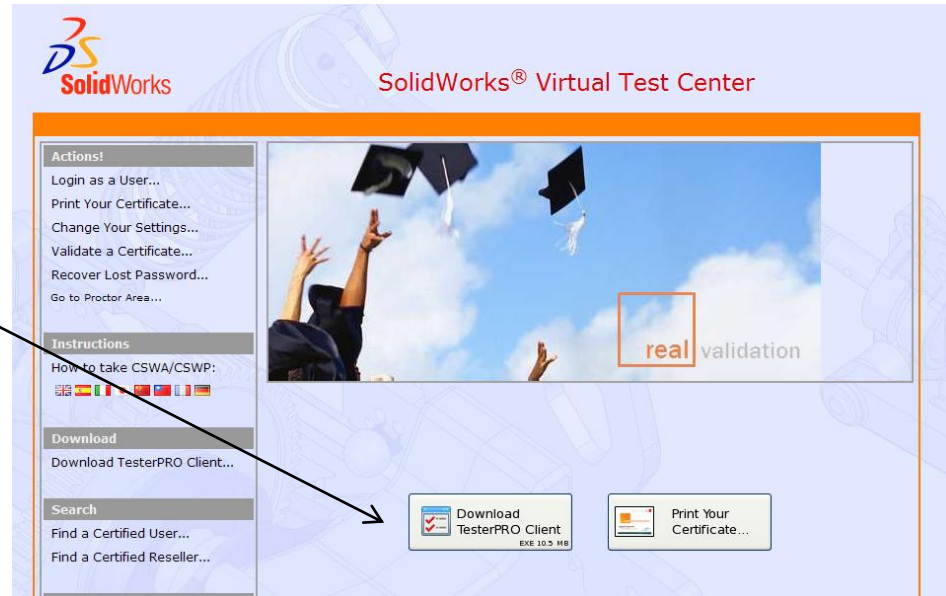 SolidWorks
SolidWorks® Virtual Test Center
Actions!
Login as a User...
Print Your Certificate...
Change Your Settings...
Validate a Certificate...
Recover Lost Password...
Go to Proctor Area...
Instructions
How to take CSWA/CSWP:
Download
Download TesterPRO Client...
Search
Find a Certified User...
Find a Certified Reseller...
real validation
Download
TesterPRO Client
EXE 10.5 MB
Print Your
Certificate...